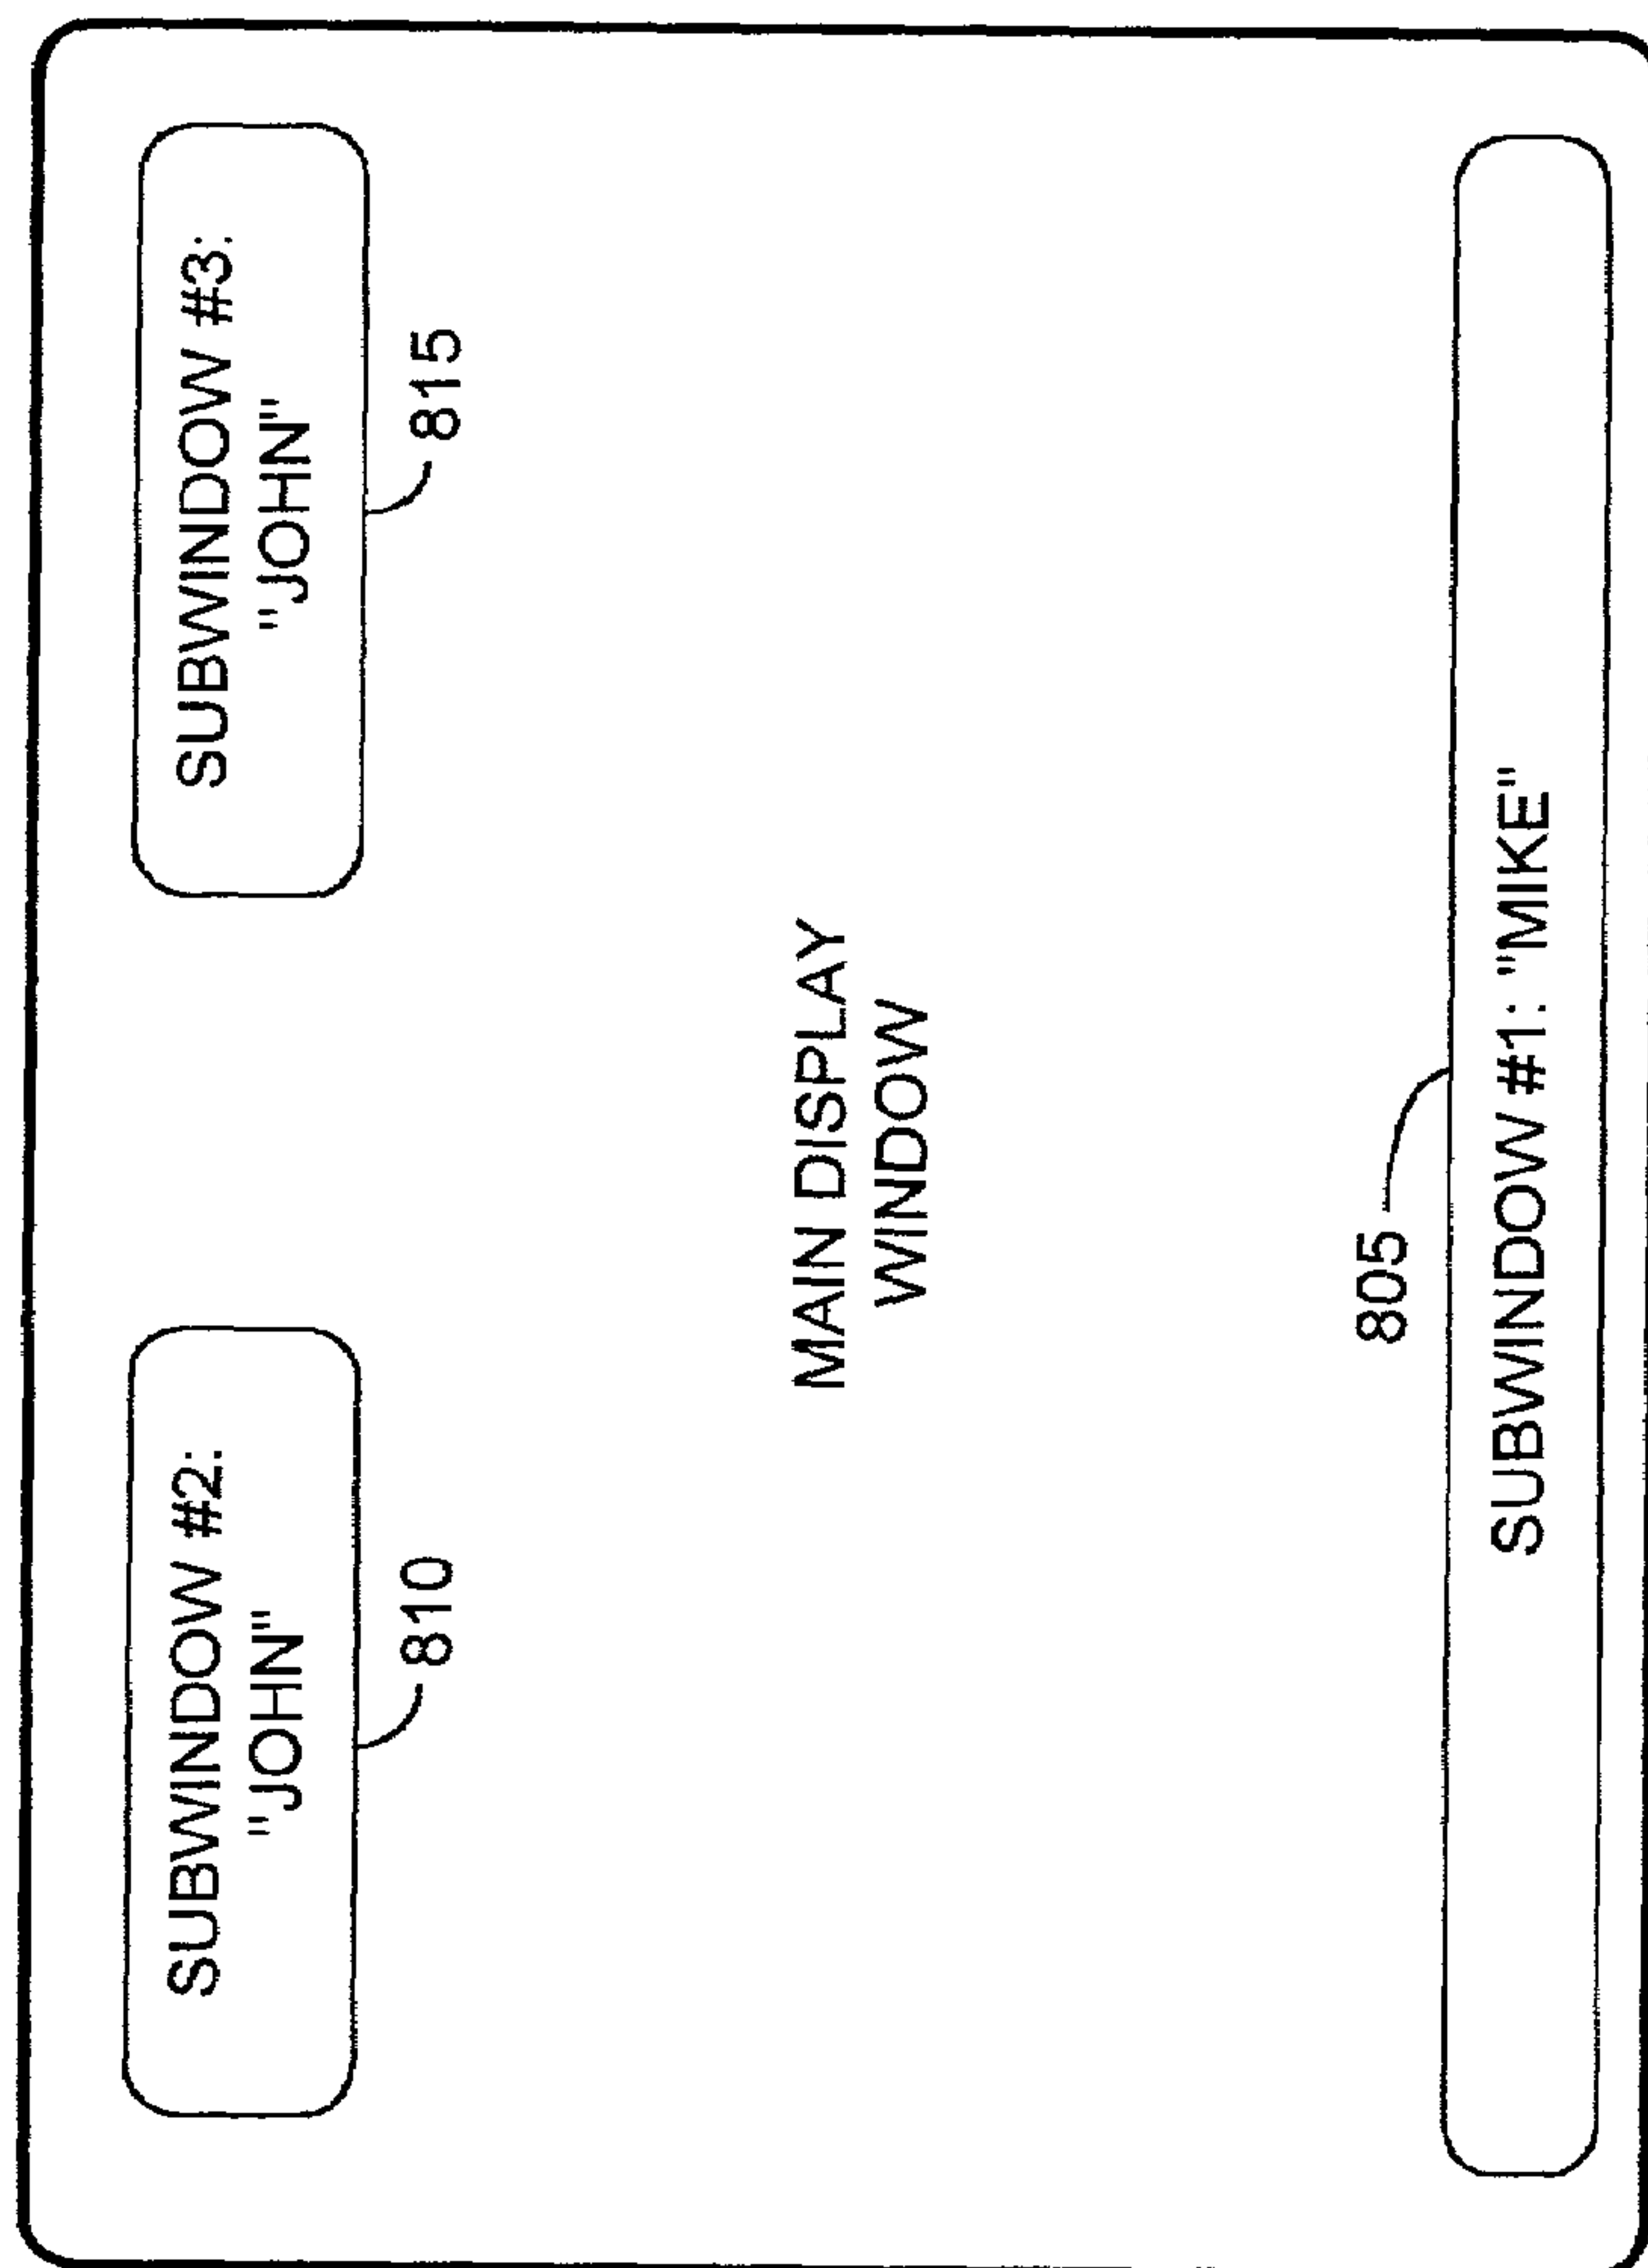 SUBWINDOW #2:
"JOHN"
810
SUBWINDOW #3:
"JOHN"
815
MAIN DISPLAY
WINDOW
805
SUBWINDOW #1: "MIKE"